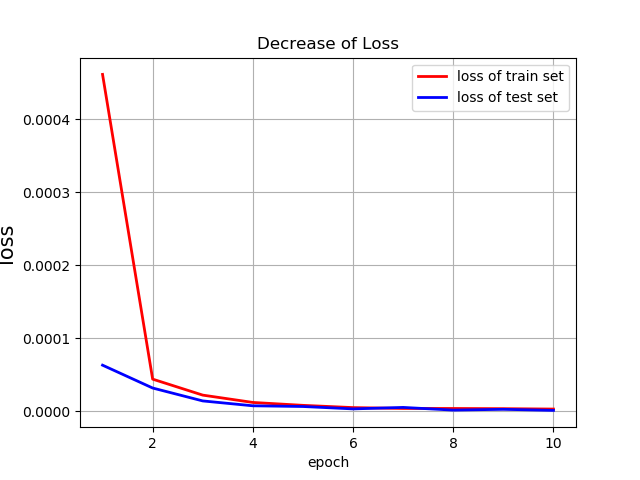 Decrease of Loss
loss of train set
loss of test set
0.0004
0.0003
0.0002
0.0001
0.0000
loss
2 4 6 8 10
epoch